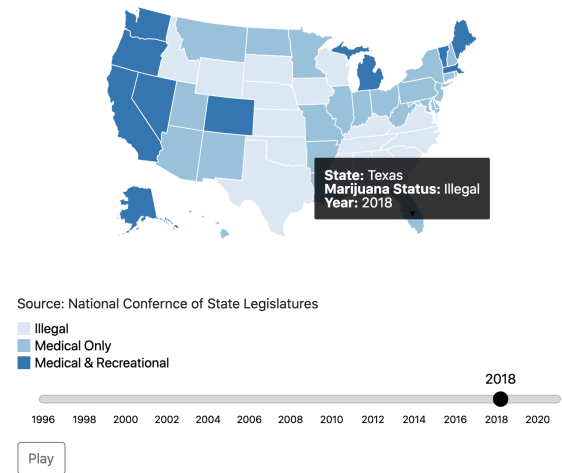 State: Texas
Marijuana Status: Illegal
Year: 2018
Source: National Confernce of State Legislatures
Illegal
Medical Only
Medical & Recreational
2018
1996 1998 2000 2002 2004 2006 2008 2010 2012 2014 2016 2018 2020
Play